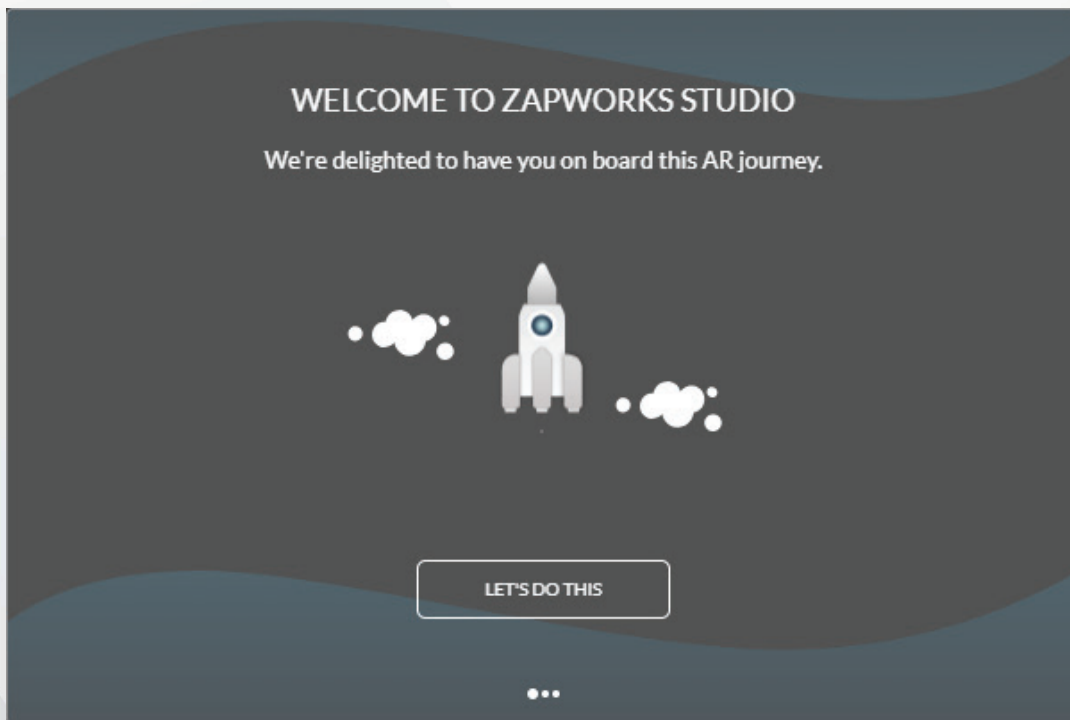 WELCOME TO ZAPWORKS STUDIO
We're delighted to have you on board this AR journey.
LET'S DO THIS